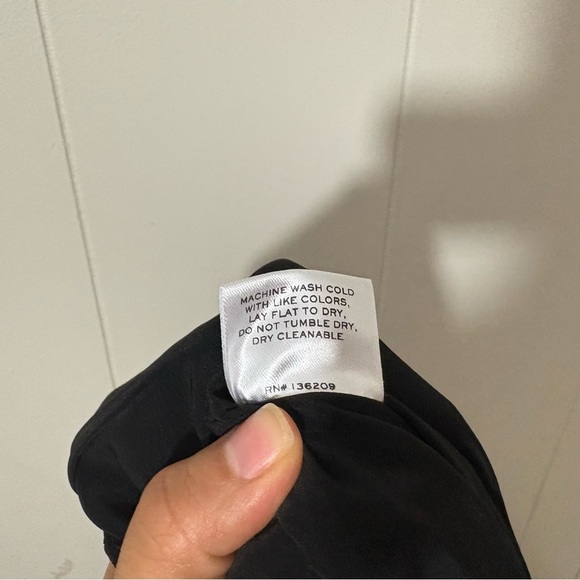 MACHINE WASH COLD
WITH LIKE COLORS,
LAY FLAT TO DRY,
DO NOT TUMBLE DRY,
DRY CLEANABLE
RN# 136209